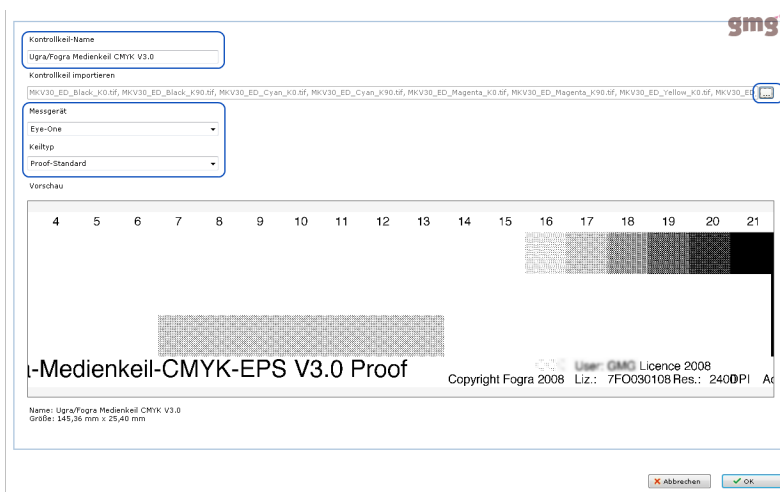 gmg
Kontrollkeil-Name
Ugra/Fogra Medienkeil CMYK V3.0
Kontrollkeil importieren
MKV30_ED_Black_K0.tif, MKV30_ED_Black_K90.tif, MKV30_ED_Cyan_K0.tif, MKV30_ED_Cyan_K90.tif, MKV30_ED_Magenta_K0.tif, MKV30_ED_Magenta_K90.tif, MKV30_ED_Yellow_K0.tif, MKV30_ED ...
Messgerät
Eye-One
Keiltyp
Proof-Standard
Vorschau
4 5 6 7 8 9 10 11 12 13 14 15 16 17 18 19 20 21
-Medienkeil-CMYK-EPS V3.0 Proof
Copyright Fogra 2008 User: GMG Licence 2008
Liz.: 7FO030108 Res.: 2400DPI
Name: Ugra/Fogra Medienkeil CMYK V3.0
Größe: 145,36 mm x 25,40 mm
Abbrechen OK